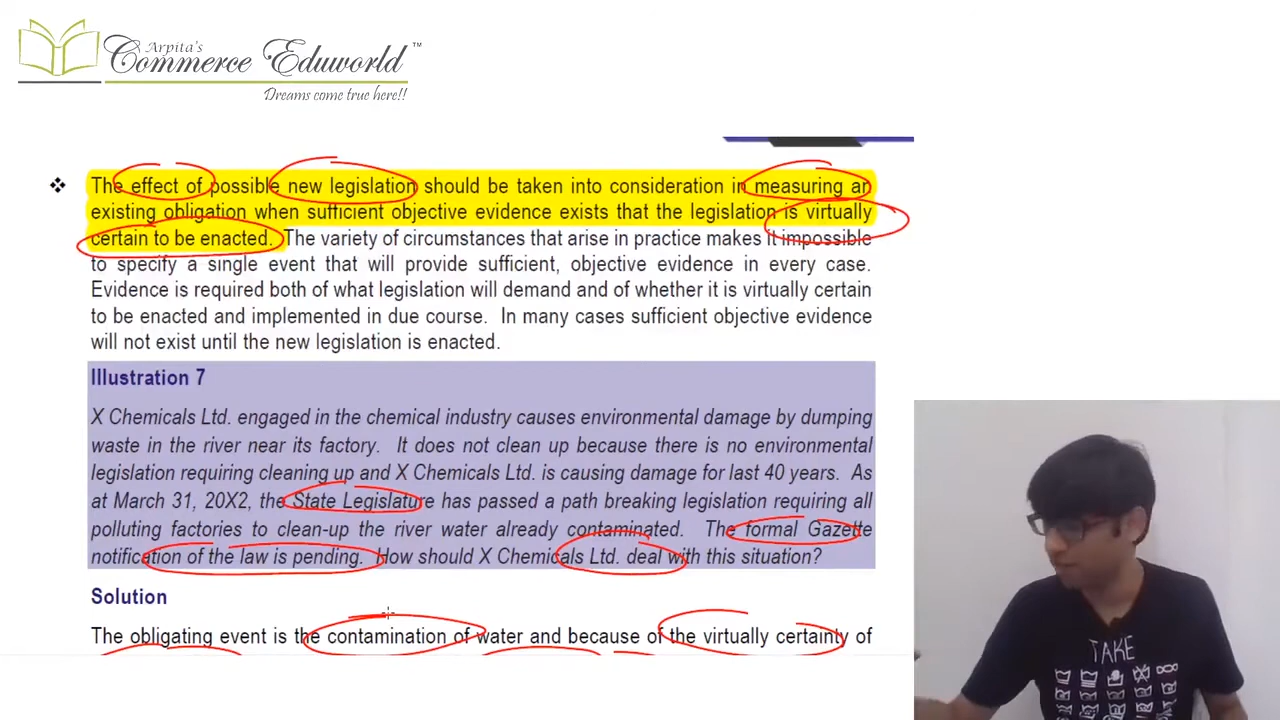 Arpita's
Commerce Eduworld™
Dreams come true here!!
❖ The effect of possible new legislation should be taken into consideration in measuring an
existing obligation when sufficient objective evidence exists that the legislation is virtually
certain to be enacted. The variety of circumstances that arise in practice makes it impossible
to specify a single event that will provide sufficient, objective evidence in every case.
Evidence is required both of what legislation will demand and of whether it is virtually certain
to be enacted and implemented in due course. In many cases sufficient objective evidence
will not exist until the new legislation is enacted.
Illustration 7
X Chemicals Ltd. engaged in the chemical industry causes environmental damage by dumping
waste in the river near its factory. It does not clean up because there is no environmental
legislation requiring cleaning up and X Chemicals Ltd. is causing damage for last 40 years. As
at March 31, 20X2, the State Legislature has passed a path breaking legislation requiring all
polluting factories to clean-up the river water already contaminated. The formal Gazette
notification of the law is pending. How should X Chemicals Ltd. deal with this situation?
Solution
The obligating event is the contamination of water and because of the virtually certainty of
TAKE